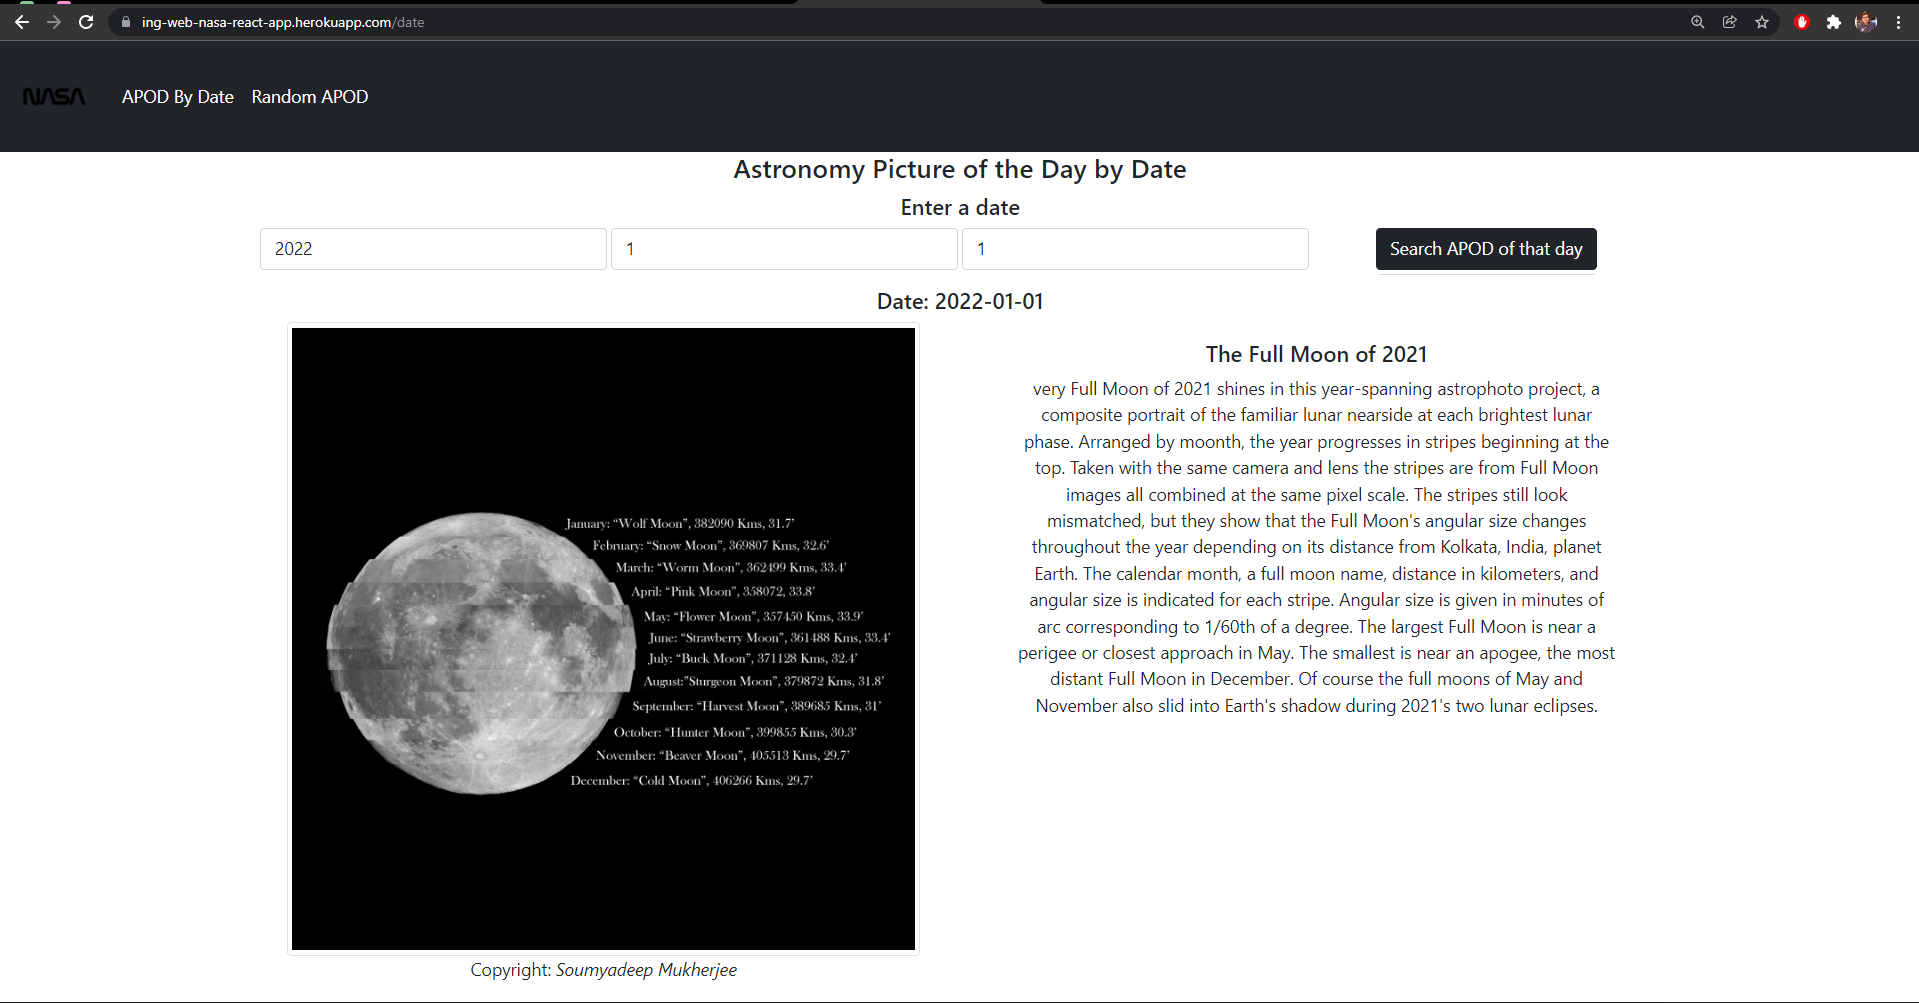 ing-web-nasa-react-app.herokuapp.com/date
NASA
APOD By Date
Random APOD
Astronomy Picture of the Day by Date
Enter a date
2022
1
1
Search APOD of that day
Date: 2022-01-01
January: “Wolf Moon”, 382090 Kms, 31.7’
February: “Snow Moon”, 369807 Kms, 32.6’
March: “Worm Moon”, 362499 Kms, 33.4’
April: “Pink Moon”, 358072, 33.8’
May: “Flower Moon”, 357450 Kms, 33.9’
June: “Strawberry Moon”, 361488 Kms, 33.4’
July: “Buck Moon”, 371128 Kms, 32.4’
August:”Sturgeon Moon”, 379872 Kms, 31.8’
September: “Harvest Moon”, 389685 Kms, 31’
October: “Hunter Moon”, 399855 Kms, 30.3’
November: “Beaver Moon”, 405513 Kms, 29.7’
December: “Cold Moon”, 406266 Kms, 29.7’
Copyright: Soumyadeep Mukherjee
The Full Moon of 2021
very Full Moon of 2021 shines in this year-spanning astrophoto project, a
composite portrait of the familiar lunar nearside at each brightest lunar
phase. Arranged by moonth, the year progresses in stripes beginning at the
top. Taken with the same camera and lens the stripes are from Full Moon
images all combined at the same pixel scale. The stripes still look
mismatched, but they show that the Full Moon's angular size changes
throughout the year depending on its distance from Kolkata, India, planet
Earth. The calendar month, a full moon name, distance in kilometers, and
angular size is indicated for each stripe. Angular size is given in minutes of
arc corresponding to 1/60th of a degree. The largest Full Moon is near a
perigee or closest approach in May. The smallest is near an apogee, the most
distant Full Moon in December. Of course the full moons of May and
November also slid into Earth's shadow during 2021's two lunar eclipses.